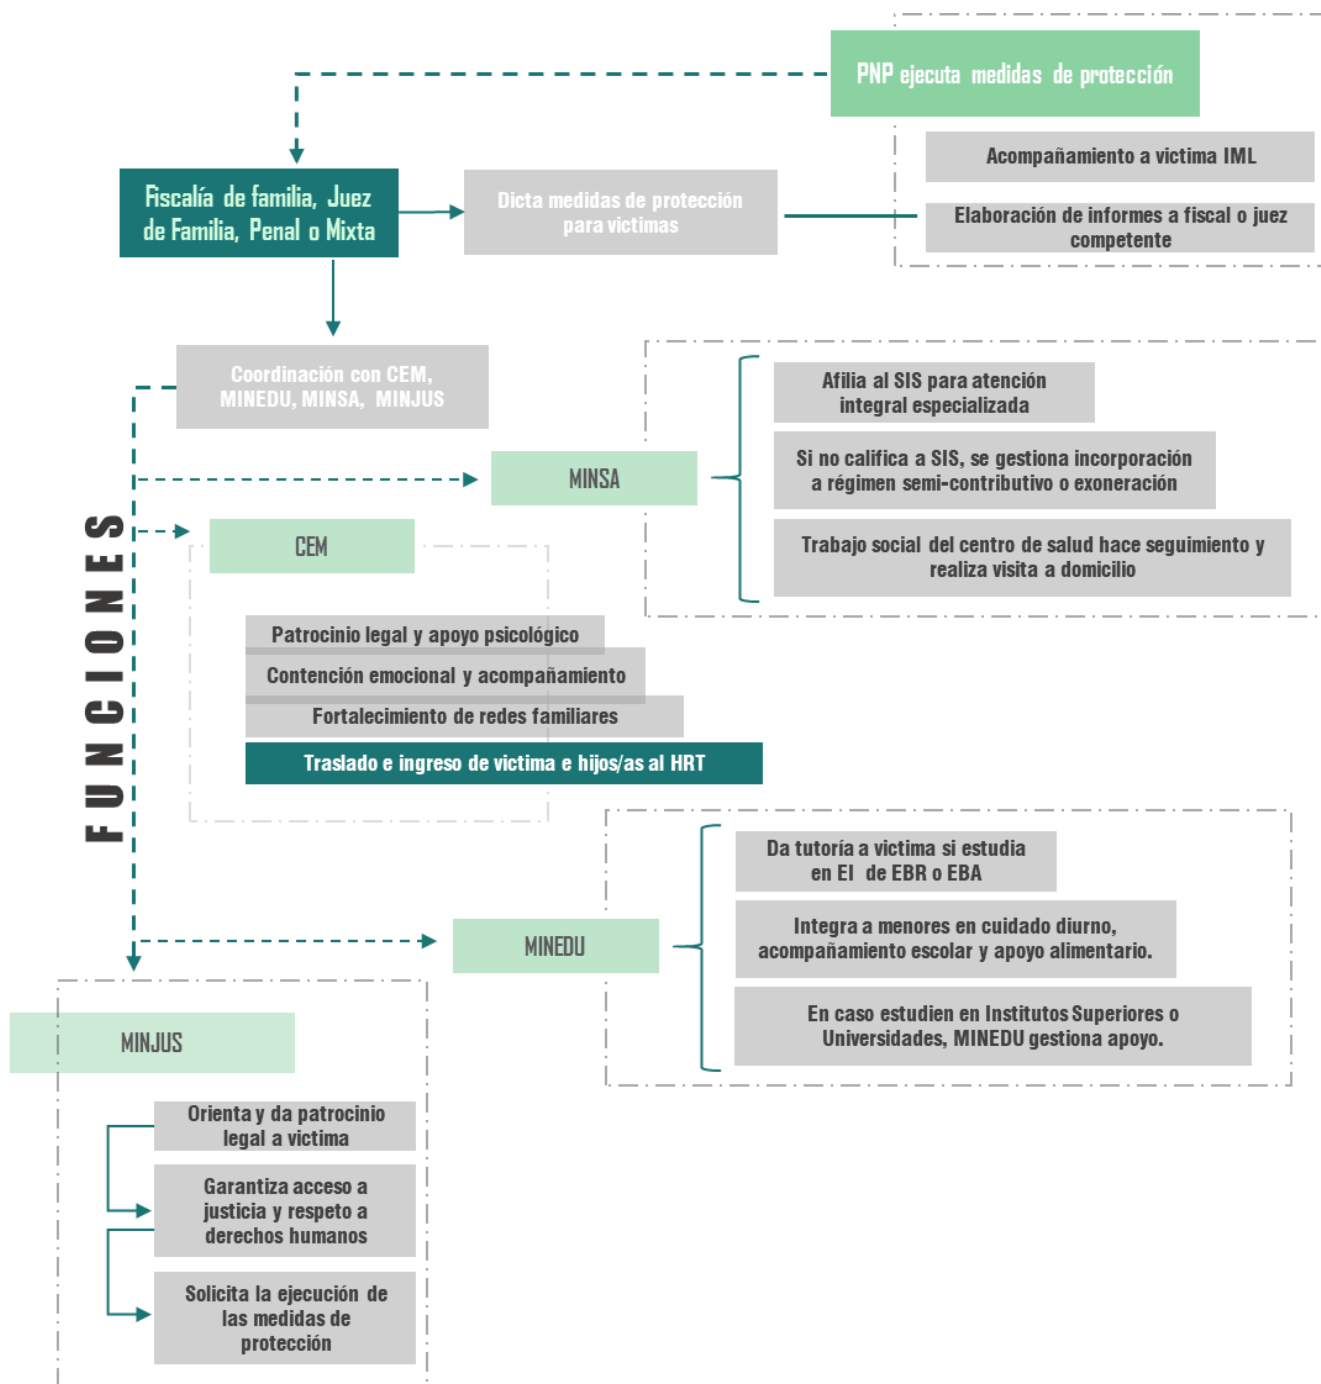 PNP ejecuta medidas de protección
Acompañamiento a victima IML
Elaboración de informes a fiscal o juez
competente
Fiscalía de familia, Juez
de Familia, Penal o Mixta
Dicta medidas de protección
para victimas
Coordinación con CEM,
MINEDU, MINSA, MINJUS
FUNCIONES
MINSA
Afilia al SIS para atención
integral especializada
Si no califica a SIS, se gestiona incorporación
a régimen semi-contributivo o exoneración
Trabajo social del centro de salud hace seguimiento y
realiza visita a domicilio
CEM
Patrocinio legal y apoyo psicológico
Contención emocional y acompañamiento
Fortalecimiento de redes familiares
Traslado e ingreso de victima e hijos/as al HRT
MINEDU
Da tutoría a victima si estudia
en EI de EBR o EBA
Integra a menores en cuidado diurno,
acompañamiento escolar y apoyo alimentario.
En caso estudien en Institutos Superiores o
Universidades, MINEDU gestiona apoyo.
MINJUS
Orienta y da patrocinio
legal a victima
Garantiza acceso a
justicia y respeto a
derechos humanos
Solicita la ejecución de
las medidas de
protección